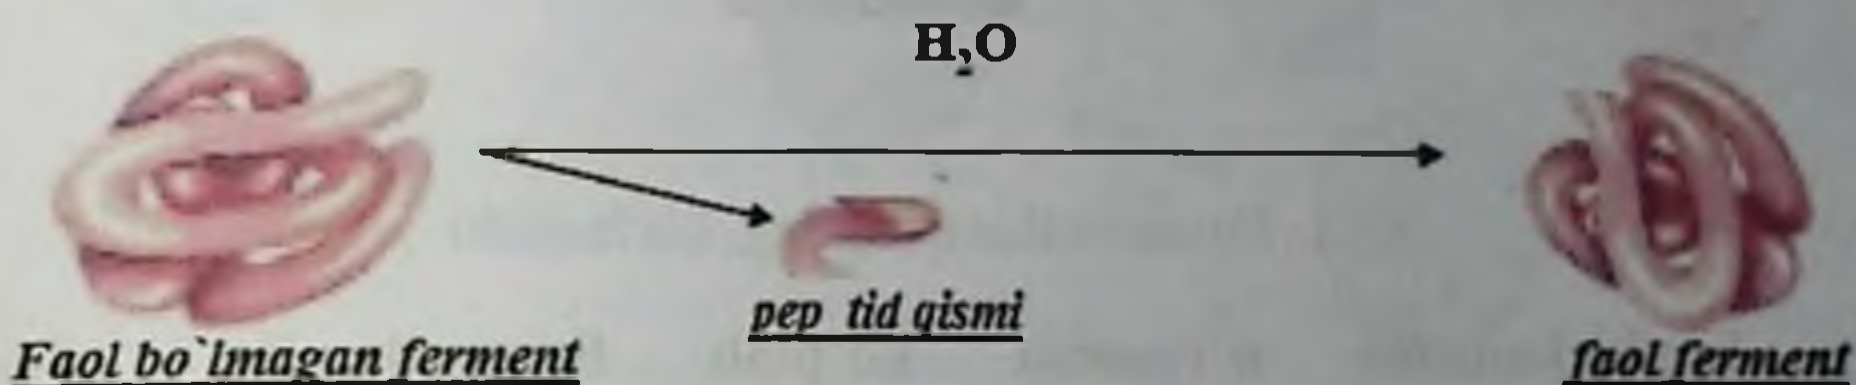 H₂O
pep tid qismi
Faol bo`lmagan ferment
faol ferment